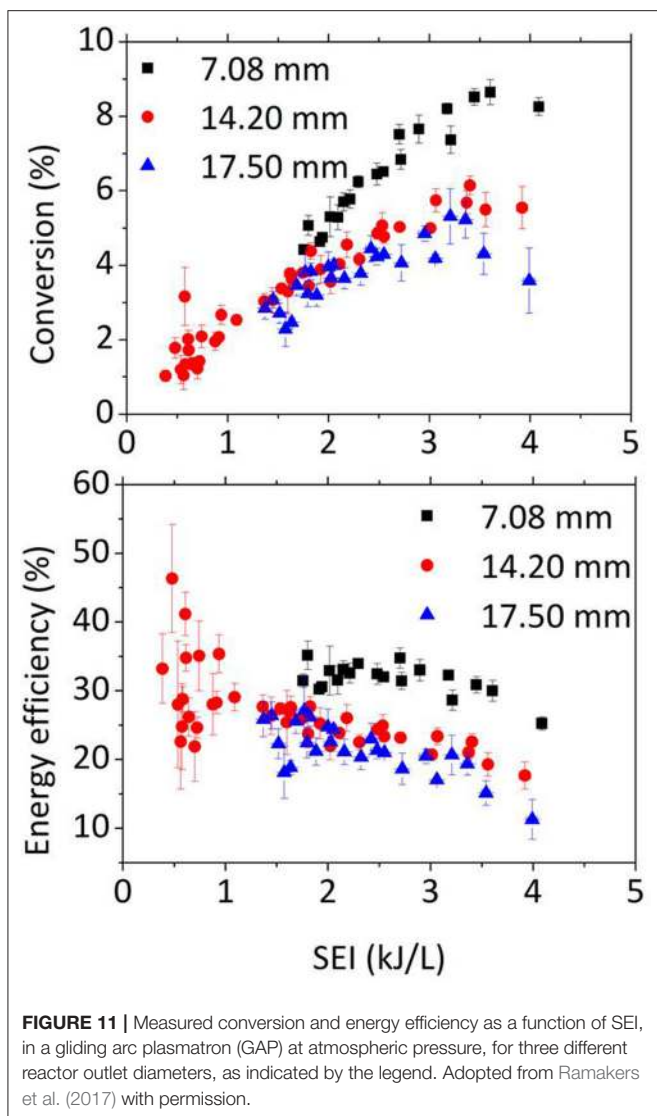 10
8
6
4
2
0
Conversion (%)
7.08 mm
14.20 mm
17.50 mm
0 1 2 3 4 5
60
50
40
30
20
10
Energy efficiency (%)
7.08 mm
14.20 mm
17.50 mm
0 1 2 3 4 5
SEI (kJ/L)
FIGURE 11 | Measured conversion and energy efficiency as a function of SEI,
in a gliding arc plasmatron (GAP) at atmospheric pressure, for three different
reactor outlet diameters, as indicated by the legend. Adopted from Ramakers
et al. (2017) with permission.